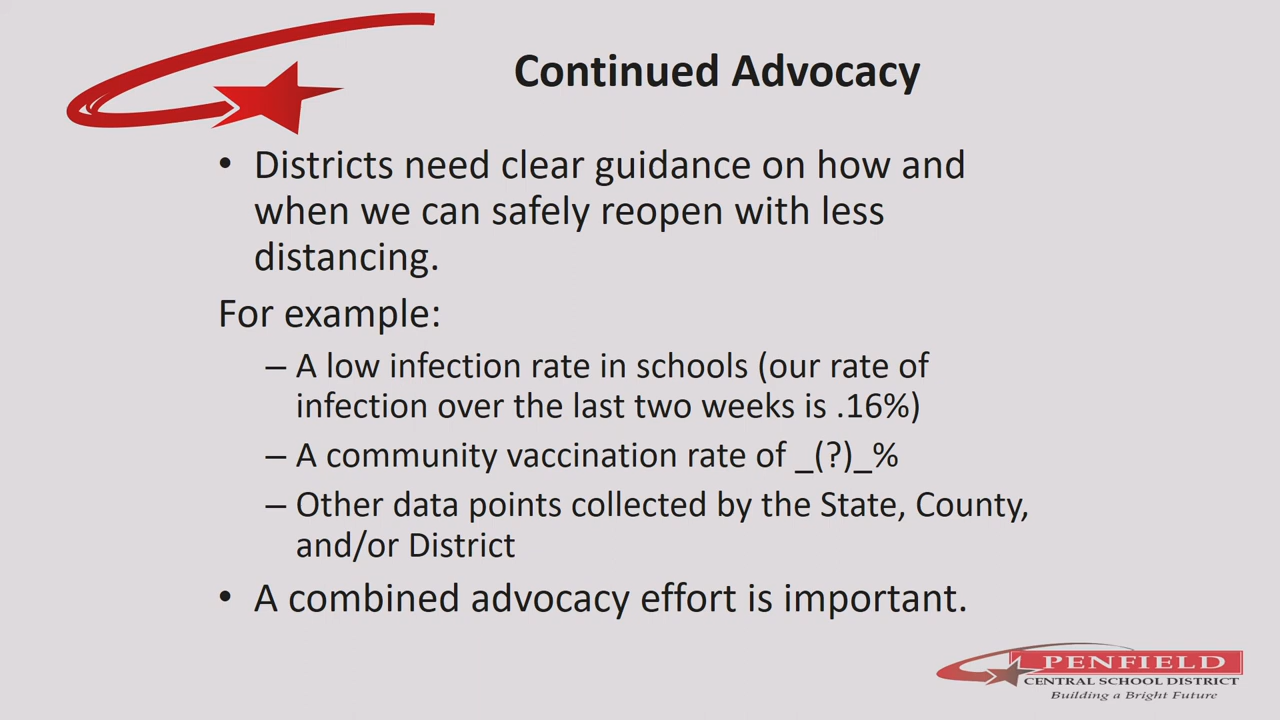 Continued Advocacy
• Districts need clear guidance on how and
when we can safely reopen with less
distancing.
For example:
– A low infection rate in schools (our rate of
infection over the last two weeks is .16%)
– A community vaccination rate of _(?)_%
– Other data points collected by the State, County,
and/or District
• A combined advocacy effort is important.
PENFIELD
CENTRAL SCHOOL DISTRICT
Building a Bright Future